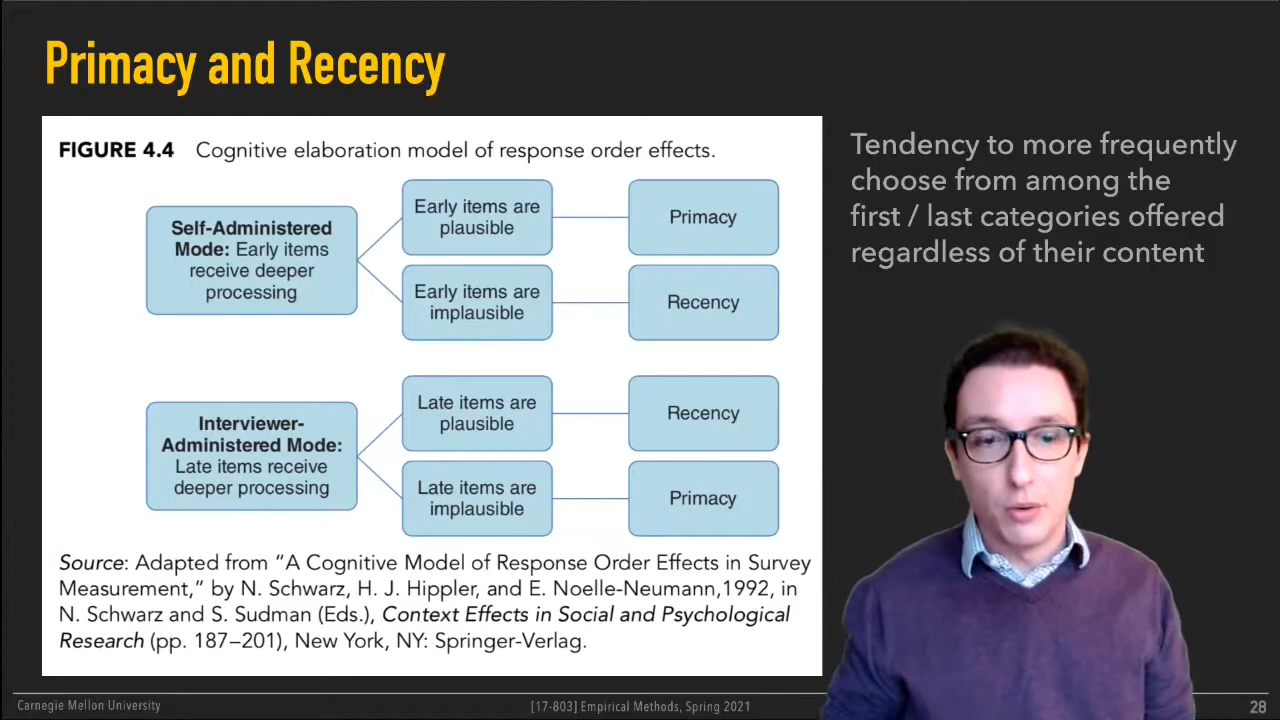 Primacy and Recency
FIGURE 4.4 Cognitive elaboration model of response order effects.
Self-Administered
Mode: Early items
receive deeper
processing
Early items are
plausible
Primacy
Early items are
implausible
Recency
Interviewer-
Administered Mode:
Late items receive
deeper processing
Late items are
plausible
Recency
Late items are
implausible
Primacy
Source: Adapted from “A Cognitive Model of Response Order Effects in Survey
Measurement,” by N. Schwarz, H. J. Hippler, and E. Noelle-Neumann,1992, in
N. Schwarz and S. Sudman (Eds.), Context Effects in Social and Psychological
Research (pp. 187–201), New York, NY: Springer-Verlag.
Tendency to more frequently
choose from among the
first / last categories offered
regardless of their content
Carnegie Mellon University
[17-803] Empirical Methods, Spring 2021
28